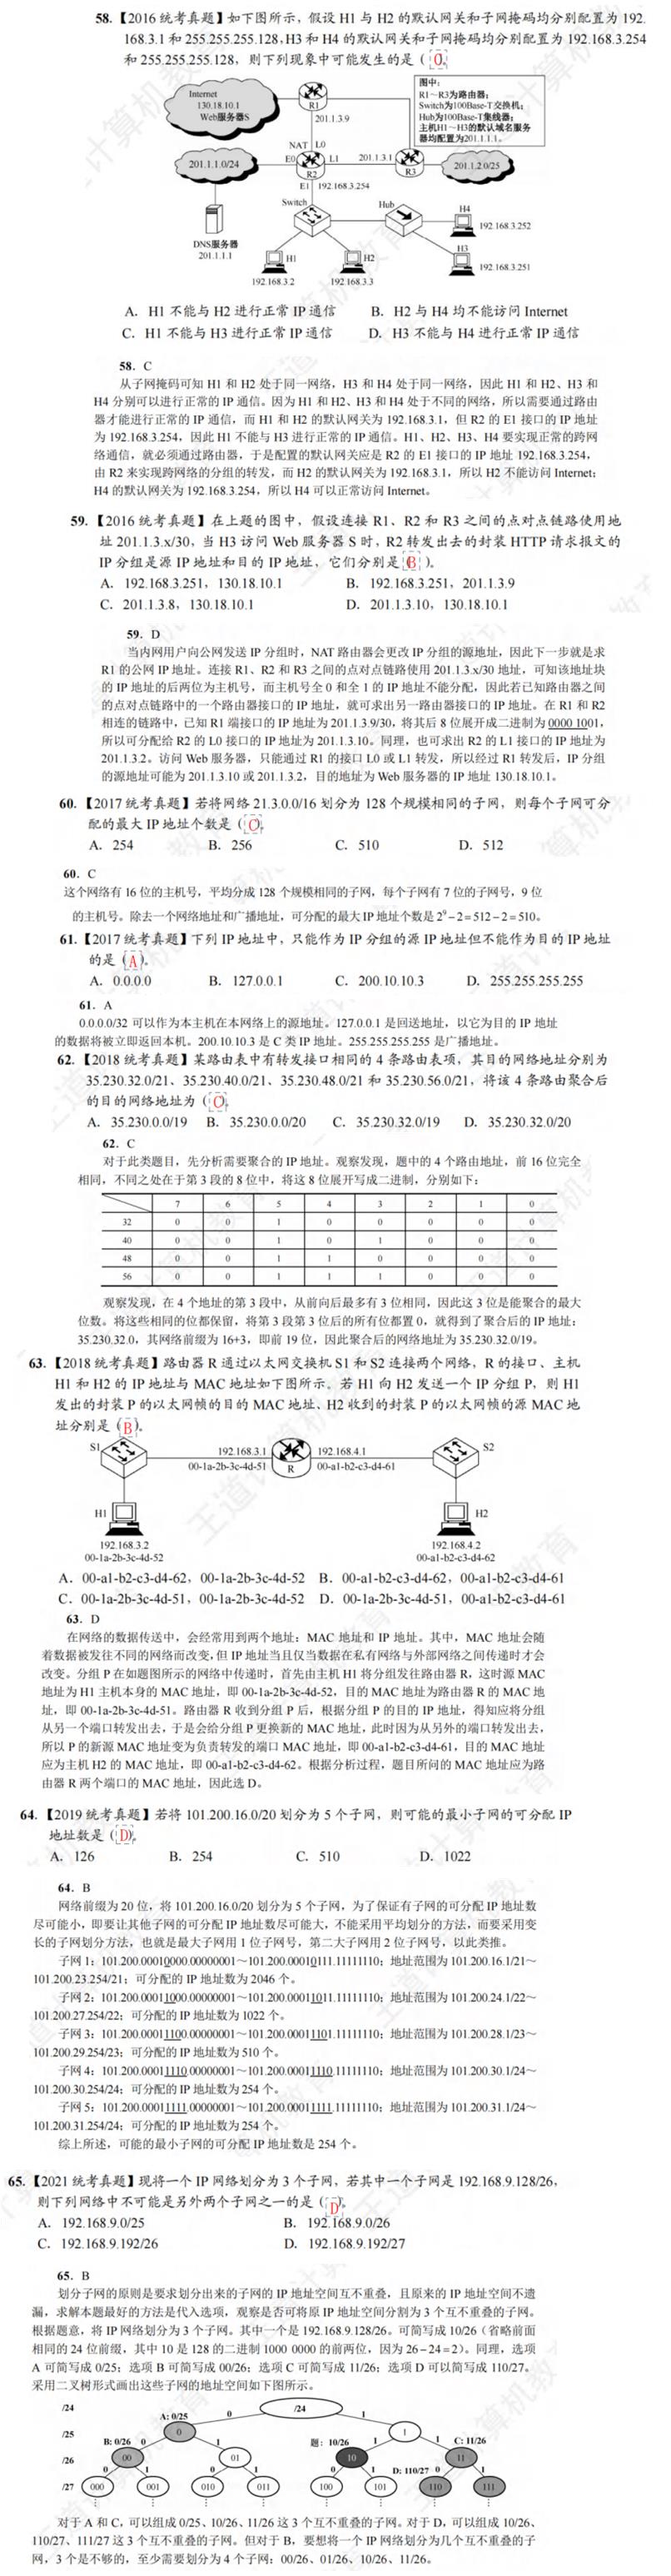 58. 【2016 统考真题】如下图所示，假设 H1 与 H2 的默认网关和子网掩码均分别配置为 192.
168.3.1 和 255.255.255.128，H3 和 H4 的默认网关和子网掩码均分别配置为 192.168.3.254
和 255.255.255.128，则下列现象中可能发生的是（ C ）。
Internet
130.18.10.1
Web服务器S
R1
201.1.3.9
图中：
R1～R3为路由器；
Switch为100Base-T交换机；
Hub为100Base-T集线器；
主机H1～H3的默认域名服务
器均配置为201.1.1.1。
NAT L0
201.1.1.0/24
E0
L1
201.1.3.1
R2
R3
201.1.2.0/25
E1 192.168.3.254
Switch
Hub
H4
192.168.3.252
DNS服务器
201.1.1.1
H1
H2
H3
192.168.3.251
192.168.3.2
192.168.3.3
A. H1 不能与 H2 进行正常 IP 通信 B. H2 与 H4 均不能访问 Internet
C. H1 不能与 H3 进行正常 IP 通信 D. H3 不能与 H4 进行正常 IP 通信
58. C
从子网掩码可知 H1 和 H2 处于同一网络，H3 和 H4 处于同一网络，因此 H1 和 H2、H3 和
H4 分别可以进行正常的 IP 通信。因为 H1 和 H2、H3 和 H4 处于不同的网络，所以需要通过路由
器才能进行正常的 IP 通信，而 H1 和 H2 的默认网关为 192.168.3.1，但 R2 的 E1 接口的 IP 地址
为 192.168.3.254，因此 H1 不能与 H3 进行正常的 IP 通信。H1、H2、H3、H4 要实现正常的跨网
络通信，就必须通过路由器，于是配置的默认网关应是 R2 的 E1 接口的 IP 地址 192.168.3.254，
由 R2 来实现跨网络的分组的转发，而 H2 的默认网关为 192.168.3.1，所以 H2 不能访问 Internet；
H4 的默认网关为 192.168.3.254，所以 H4 可以正常访问 Internet。
59. 【2016 统考真题】在上题的图中，假设连接 R1、R2 和 R3 之间的点对点链路使用地
址 201.1.3.x/30，当 H3 访问 Web 服务器 S 时，R2 转发出去的封装 HTTP 请求报文的
IP 分组是源 IP 地址和目的 IP 地址，它们分别是（ B ）。
A. 192.168.3.251，130.18.10.1 B. 192.168.3.251，201.1.3.9
C. 201.1.3.8，130.18.10.1 D. 201.1.3.10，130.18.10.1
59. D
当内网用户向公网发送 IP 分组时，NAT 路由器会更改 IP 分组的源地址，因此下一步就是求
R1 的公网 IP 地址。连接 R1、R2 和 R3 之间的点对点链路使用 201.1.3.x/30 地址，可知该地址块
的 IP 地址的后两位为主机号，而主机号全 0 和全 1 的 IP 地址不能分配，因此若已知路由器之间
的点对点链路中的一个路由器接口的 IP 地址，就可求出另一路由器接口的 IP 地址。在 R1 和 R2
相连的链路中，已知 R1 端接口的 IP 地址为 201.1.3.9/30，将其后 8 位展开成二进制为 0000 1001，
所以可分配给 R2 的 L0 接口的 IP 地址为 201.1.3.10。同理，也可求出 R2 的 L1 接口的 IP 地址为
201.1.3.2。访问 Web 服务器，只能通过 R1 的接口 L0 或 L1 转发，所以经过 R1 转发后，IP 分组
的源地址可能为 201.1.3.10 或 201.1.3.2，目的地址为 Web 服务器的 IP 地址 130.18.10.1。
60. 【2017 统考真题】若将网络 21.3.0.0/16 划分为 128 个规模相同的子网，则每个子网可分
配的最大 IP 地址个数是（ C ）。
A. 254 B. 256 C. 510 D. 512
60. C
这个网络有 16 位的主机号，平均分成 128 个规模相同的子网，每个子网有 7 位的子网号，9 位
的主机号。除去一个网络地址和广播地址，可分配的最大 IP 地址个数是 2⁹－2＝512－2＝510。
61. 【2017 统考真题】下列 IP 地址中，只能作为 IP 分组的源 IP 地址但不能作为目的 IP 地址
的是（ A ）。
A. 0.0.0.0 B. 127.0.0.1 C. 200.10.10.3 D. 255.255.255.255
61. A
0.0.0.0/32 可以作为本主机在本网络上的源地址。127.0.0.1 是回送地址，以它为目的 IP 地址
的数据将被立即返回本机。200.10.10.3 是 C 类 IP 地址。255.255.255.255 是广播地址。
62. 【2018 统考真题】某路由表中有转发接口相同的 4 条路由表项，其目的网络地址分别为
35.230.32.0/21、35.230.40.0/21、35.230.48.0/21 和 35.230.56.0/21，将该 4 条路由聚合后
的目的网络地址为（ C ）。
A. 35.230.0.0/19 B. 35.230.0.0/20 C. 35.230.32.0/19 D. 35.230.32.0/20
62. C
对于此类题目，先分析需要聚合的 IP 地址。观察发现，题中的 4 个路由地址，前 16 位完全
相同，不同之处在于第 3 段的 8 位中，将这 8 位展开写成二进制，分别如下：
7 6 5 4 3 2 1 0
32 0 0 1 0 0 0 0 0
40 0 0 1 0 1 0 0 0
48 0 0 1 1 0 0 0 0
56 0 0 1 1 1 0 0 0
观察发现，在 4 个地址的第 3 段中，从前向后最多有 3 位相同，因此这 3 位是能聚合的最大
位数。将这些相同的位都保留，将第 3 段第 3 位后的所有位都置 0，就得到了聚合后的 IP 地址：
35.230.32.0，其网络前缀为 16+3，即前 19 位，因此聚合后的网络地址为 35.230.32.0/19。
63. 【2018 统考真题】路由器 R 通过以太网交换机 S1 和 S2 连接两个网络，R 的接口、主机
H1 和 H2 的 IP 地址与 MAC 地址如下图所示。若 H1 向 H2 发送一个 IP 分组 P，则 H1
发出的封装 P 的以太网帧的目的 MAC 地址、H2 收到的封装 P 的以太网帧的源 MAC 地
址分别是（ B ）。
S1
192.168.3.1
192.168.4.1
S2
00-1a-2b-3c-4d-51
R
00-a1-b2-c3-d4-61
H1
H2
192.168.3.2
192.168.4.2
00-1a-2b-3c-4d-52
00-a1-b2-c3-d4-62
A. 00-a1-b2-c3-d4-62，00-1a-2b-3c-4d-52 B. 00-a1-b2-c3-d4-62，00-a1-b2-c3-d4-61
C. 00-1a-2b-3c-4d-51，00-1a-2b-3c-4d-52 D. 00-1a-2b-3c-4d-51，00-a1-b2-c3-d4-61
63. D
在网络的数据传送中，会经常用到两个地址：MAC 地址和 IP 地址。其中，MAC 地址会随
着数据被发往不同的网络而改变，但 IP 地址当且仅当数据在私有网络与外部网络之间传递时才会
改变。分组 P 在如题图所示的网络中传递时，首先由主机 H1 将分组发往路由器 R，这时源 MAC
地址为 H1 主机本身的 MAC 地址，即 00-1a-2b-3c-4d-52，目的 MAC 地址为路由器 R 的 MAC 地
址，即 00-1a-2b-3c-4d-51。路由器 R 收到分组 P 后，根据分组 P 的目的 IP 地址，得知应将分组
从另一个端口转发出去，于是会给分组 P 更换新的 MAC 地址，此时因为从另外的端口转发出去，
所以 P 的新源 MAC 地址变为负责转发的端口 MAC 地址，即 00-a1-b2-c3-d4-61，目的 MAC 地址
应为主机 H2 的 MAC 地址，即 00-a1-b2-c3-d4-62。根据分析过程，题目所问的 MAC 地址应为路
由器 R 两个端口的 MAC 地址，因此选 D。
64. 【2019 统考真题】若将 101.200.16.0/20 划分为 5 个子网，则可能的最小子网的可分配 IP
地址数是（ D ）。
A. 126 B. 254 C. 510 D. 1022
64. B
网络前缀为 20 位，将 101.200.16.0/20 划分为 5 个子网，为了保证有子网的可分配 IP 地址数
尽可能小，即要让其他子网的可分配 IP 地址数尽可能大，不能采用平均划分的方法，而要采用变
长的子网划分方法，也就是最大子网用 1 位子网号，第二大子网用 2 位子网号，以此类推。
子网 1：101.200.00010000.00000001～101.200.00010111.11111110；地址范围为 101.200.16.1/21～
101.200.23.254/21；可分配的 IP 地址数为 2046 个。
子网 2：101.200.00011000.00000001～101.200.00011011.11111110；地址范围为 101.200.24.1/22～
101.200.27.254/22；可分配的 IP 地址数为 1022 个。
子网 3：101.200.00011100.00000001～101.200.00011101.11111110；地址范围为 101.200.28.1/23～
101.200.29.254/23；可分配的 IP 地址数为 510 个。
子网 4：101.200.00011110.00000001～101.200.00011110.11111110；地址范围为 101.200.30.1/24～
101.200.30.254/24；可分配的 IP 地址数为 254 个。
子网 5：101.200.00011111.00000001～101.200.00011111.11111110；地址范围为 101.200.31.1/24～
101.200.31.254/24；可分配的 IP 地址数为 254 个。
综上所述，可能的最小子网的可分配 IP 地址数是 254 个。
65. 【2021 统考真题】现将一个 IP 网络划分为 3 个子网，若其中一个子网是 192.168.9.128/26，
则下列网络中不可能是另外两个子网之一的是（ D ）。
A. 192.168.9.0/25 B. 192.168.9.0/26
C. 192.168.9.192/26 D. 192.168.9.192/27
65. B
划分子网的原则是要求划分出来的子网的 IP 地址空间互不重叠，且原来的 IP 地址空间不遗
漏，求解本题最好的方法是代入选项，观察是否可将原 IP 地址空间分割为 3 个互不重叠的子网。
根据题意，将 IP 网络划分为 3 个子网。其中一个是 192.168.9.128/26。可简写成 10/26（省略前面
相同的 24 位前缀，其中 10 是 128 的二进制 1000 0000 的前两位，因为 26－24＝2）。同理，选项
A 可简写成 0/25；选项 B 可简写成 00/26；选项 C 可简写成 11/26；选项 D 可以简写成 110/27。
采用二叉树形式画出这些子网的地址空间如下图所示。
/24 /24
A: 0/25 0 1
/25 0 1
B: 0/26 0 1 题：10/26 1 C: 11/26
/26 00 01 10 11
0 1 0 1 0 1 D: 110/27 0 1
/27 000 001 010 011 100 101 110 111
对于 A 和 C，可以组成 0/25、10/26、11/26 这 3 个互不重叠的子网。对于 D，可以组成 10/26、
110/27、111/27 这 3 个互不重叠的子网。但对于 B，要想将一个 IP 网络划分为几个互不重叠的子
网，3 个是不够的，至少需要划分为 4 个子网：00/26、01/26、10/26、11/26。